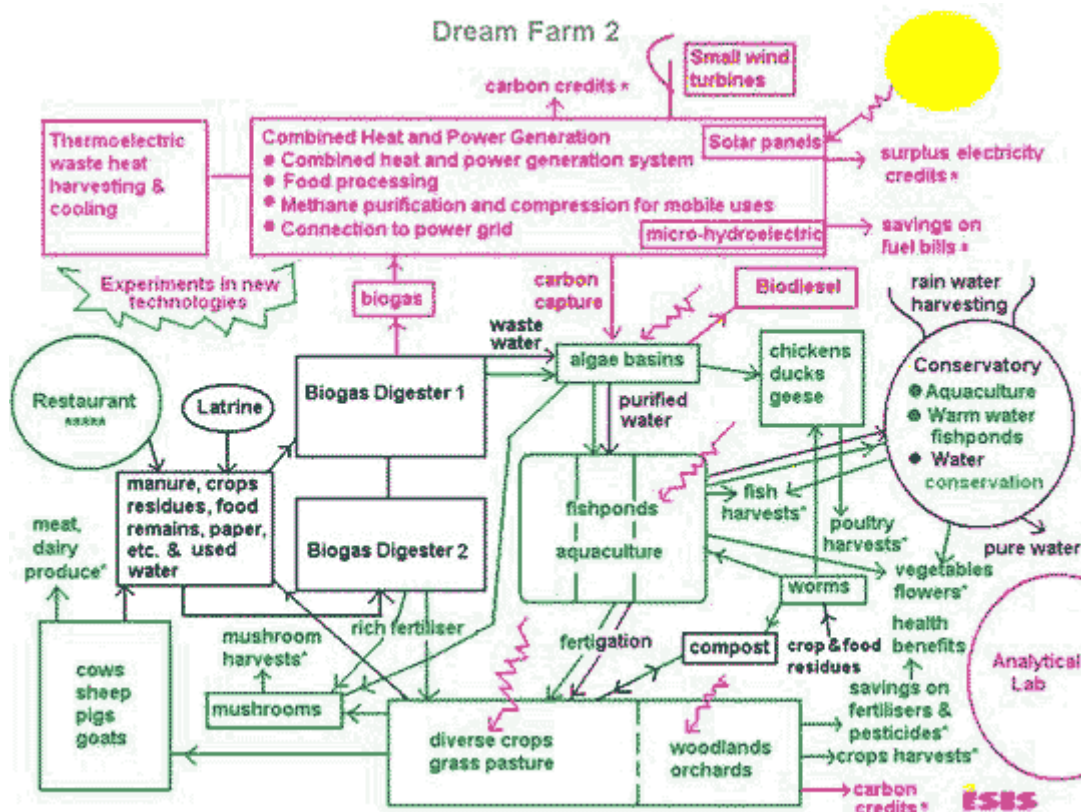 Dream Farm 2
Small wind
turbines
carbon credits *
Thermoelectric
waste heat
harvesting &
cooling
Combined Heat and Power Generation
Combined heat and power generation system
Food processing
Methane purification and compression for mobile uses
Connection to power grid
Solar panels
micro-hydroelectric
surplus electricity
credits *
savings on
fuel bills *
Experiments in new
technologies
biogas
carbon
capture
Biodiesel
rain water
harvesting
waste
water
algae basins
chickens
ducks
geese
Conservatory
Aquaculture
Warm water
fishponds
Water
conservation
Restaurant
*****
Latrine
Biogas Digester 1
purified
water
manure, crops
residues, food
remains, paper,
etc. & used
water
Biogas Digester 2
fishponds
aquaculture
fish
harvests*
poultry
harvests*
pure water
meat,
dairy
produce*
vegetables
flowers*
worms
mushroom
harvests*
rich fertiliser
fertigation
compost
crop & food
residues
health
benefits
Analytical
Lab
cows
sheep
pigs
goats
mushrooms
diverse crops
grass pasture
woodlands
orchards
savings on
fertilisers &
pesticides*
crops harvests*
carbon
credits *
isis